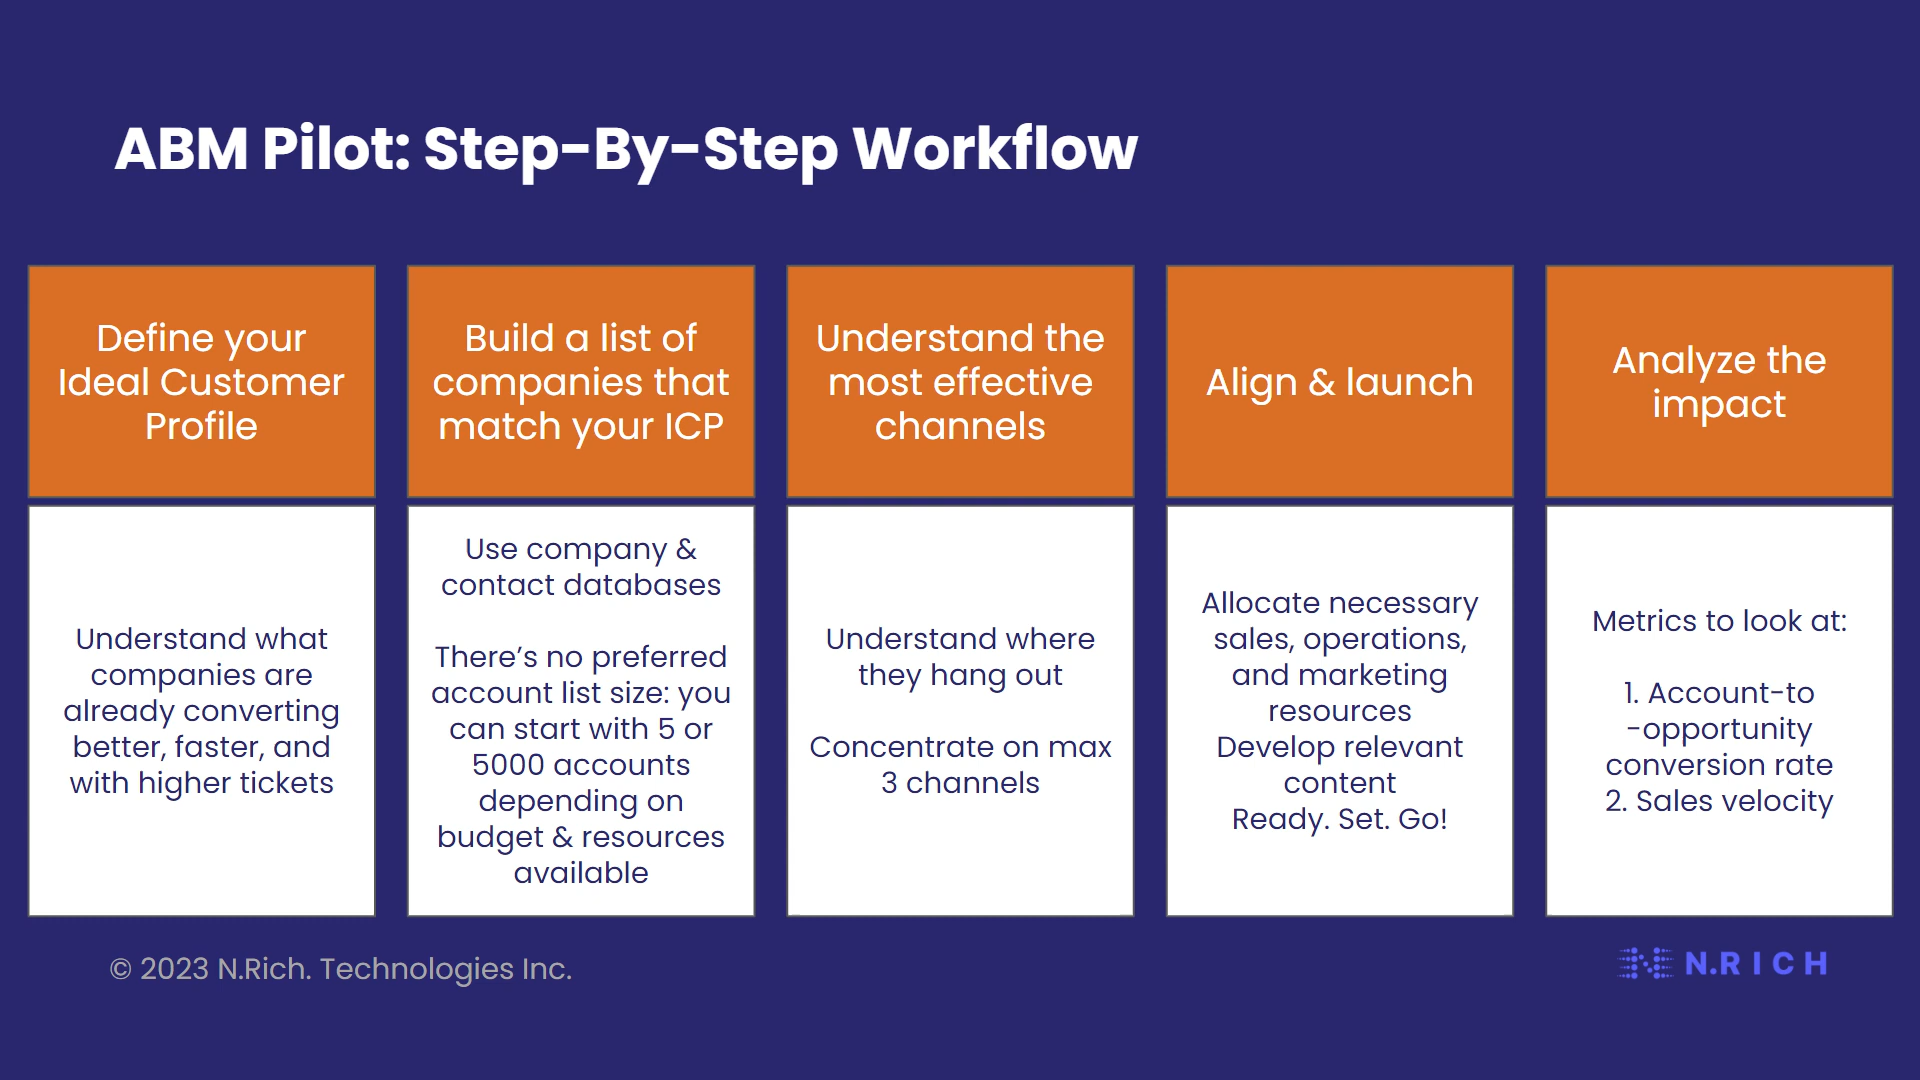 ABM Pilot: Step-By-Step Workflow
Define your
Ideal Customer
Profile
Understand what
companies are
already converting
better, faster, and
with higher tickets
Build a list of
companies that
match your ICP
Use company &
contact databases
There’s no preferred
account list size: you
can start with 5 or
5000 accounts
depending on
budget & resources
available
Understand the
most effective
channels
Understand where
they hang out
Concentrate on max
3 channels
Align & launch
Allocate necessary
sales, operations,
and marketing
resources
Develop relevant
content
Ready. Set. Go!
Analyze the
impact
Metrics to look at:
1. Account-to
-opportunity
conversion rate
2. Sales velocity
© 2023 N.Rich. Technologies Inc.
N.RICH